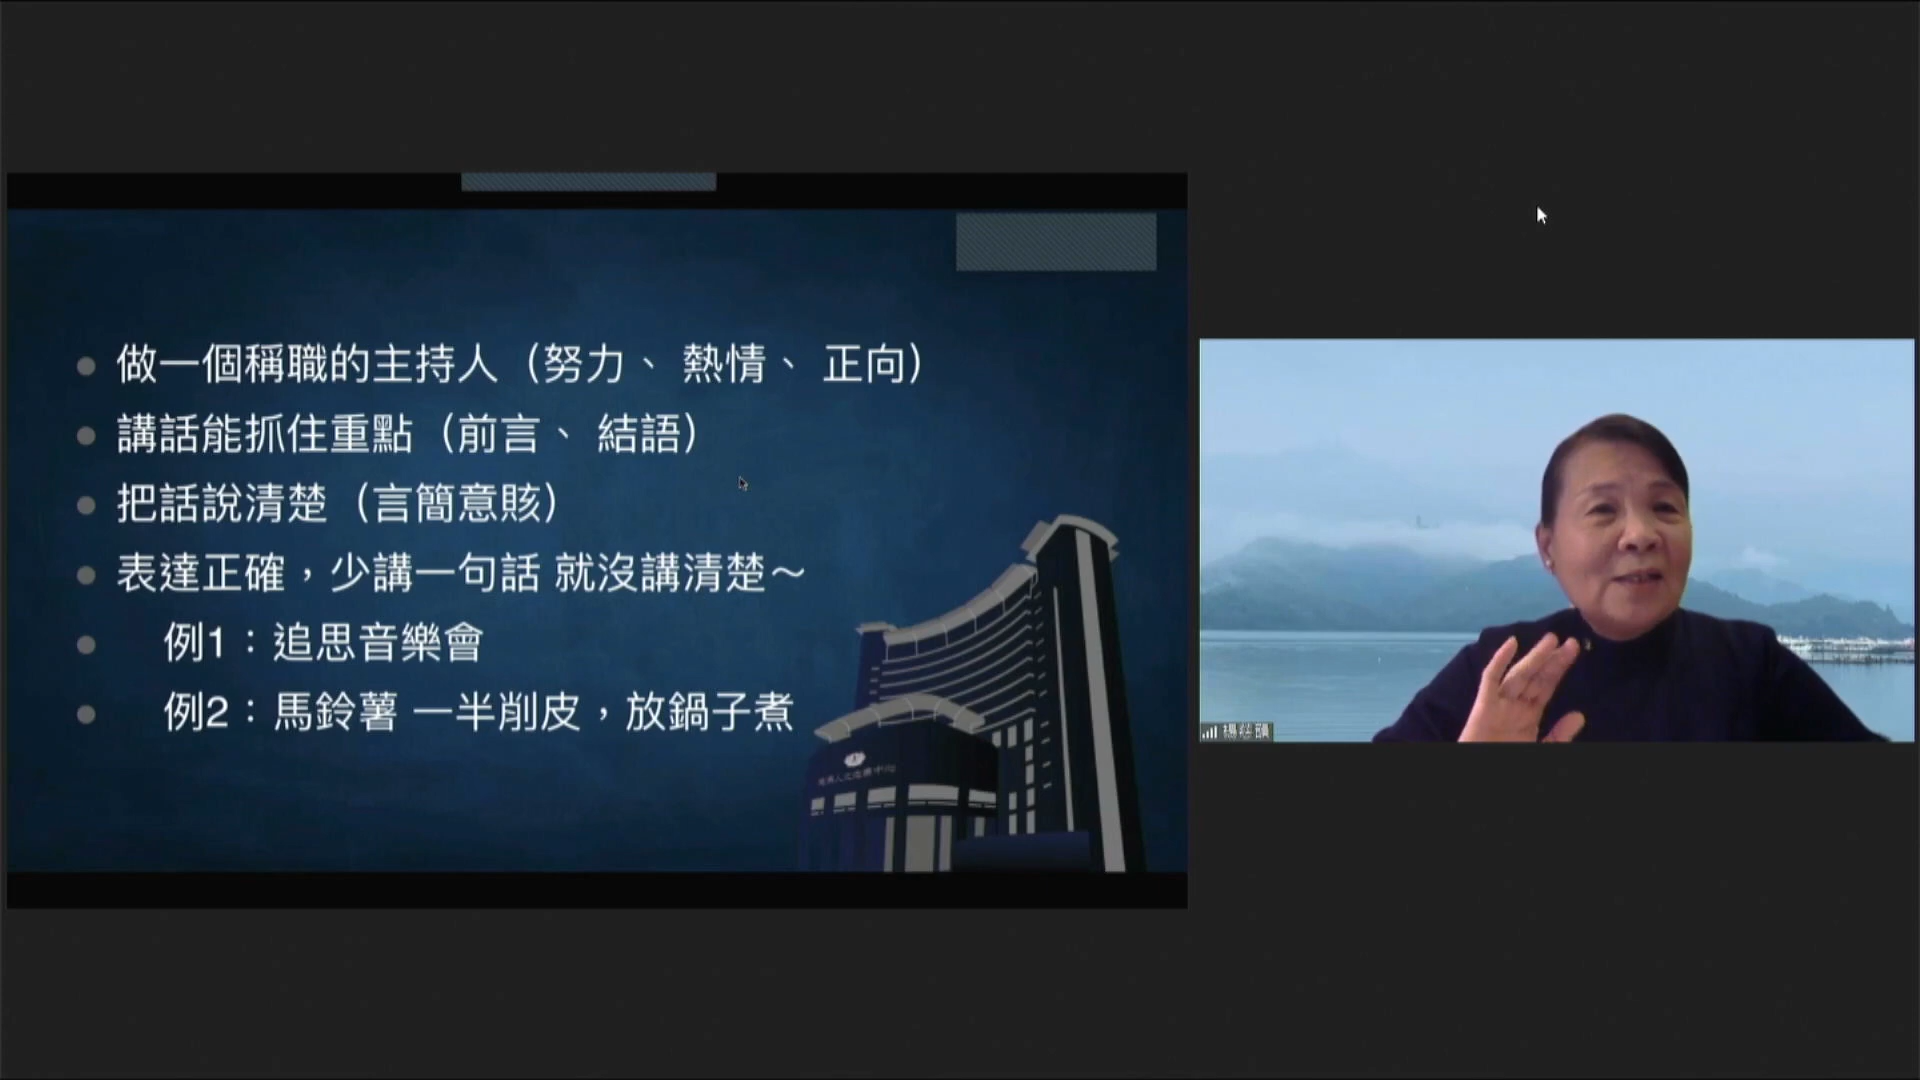 做一個稱職的主持人（努力、 熱情、 正向）
講話能抓住重點（前言、 結語）
把話說清楚（言簡意賅）
表達正確，少講一句話 就沒講清楚～
例1：追思音樂會
例2：馬鈴薯 一半削皮，放鍋子煮